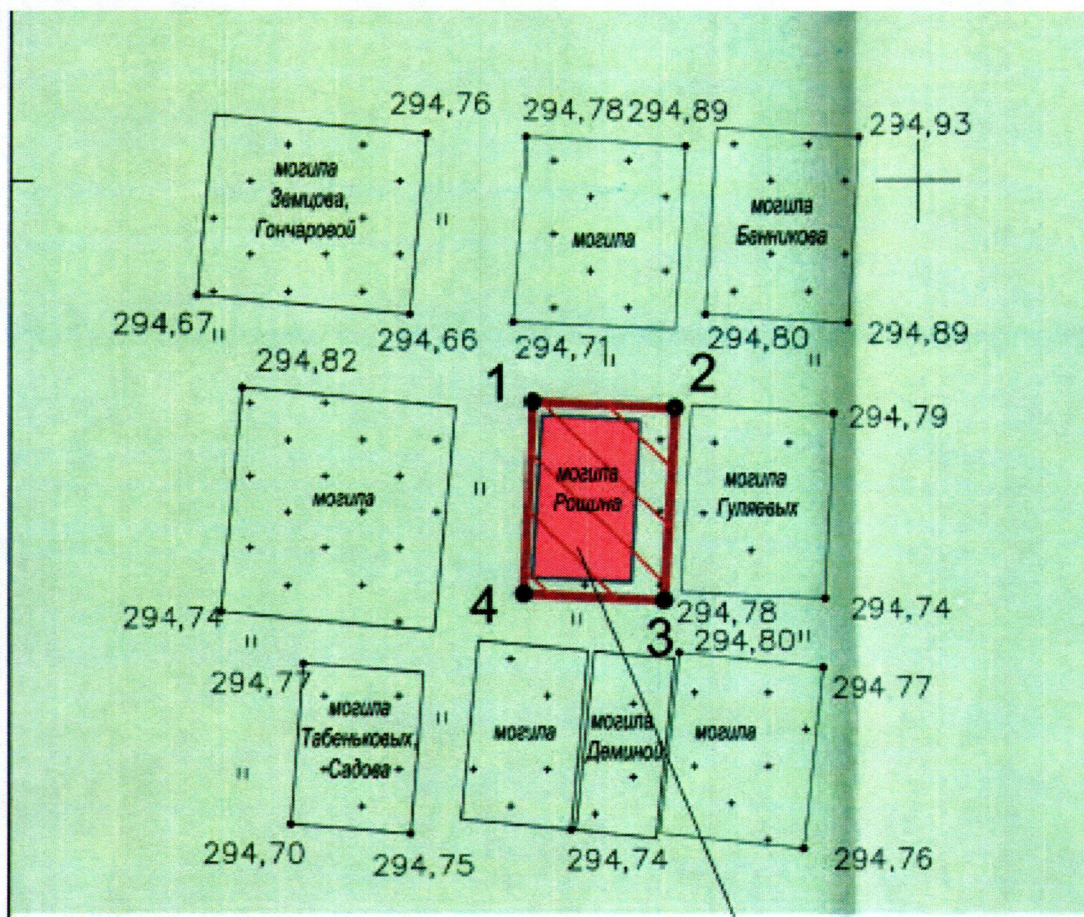 294,76
294,78
294,89
294,93
могила
Земцова,
Гончаровой
могила
могила
Банникова
294,67
294,66
294,71
294,80
294,89
294,82
1
2
294,79
могила
могила
Рощина
могила
Гуляевых
4
3
294,74
294,78
294,74
294,80
294,77
294,77
могила
Табеньковых,
Садова
могила
могила
Деминой
могила
294,70
294,75
294,74
294,76